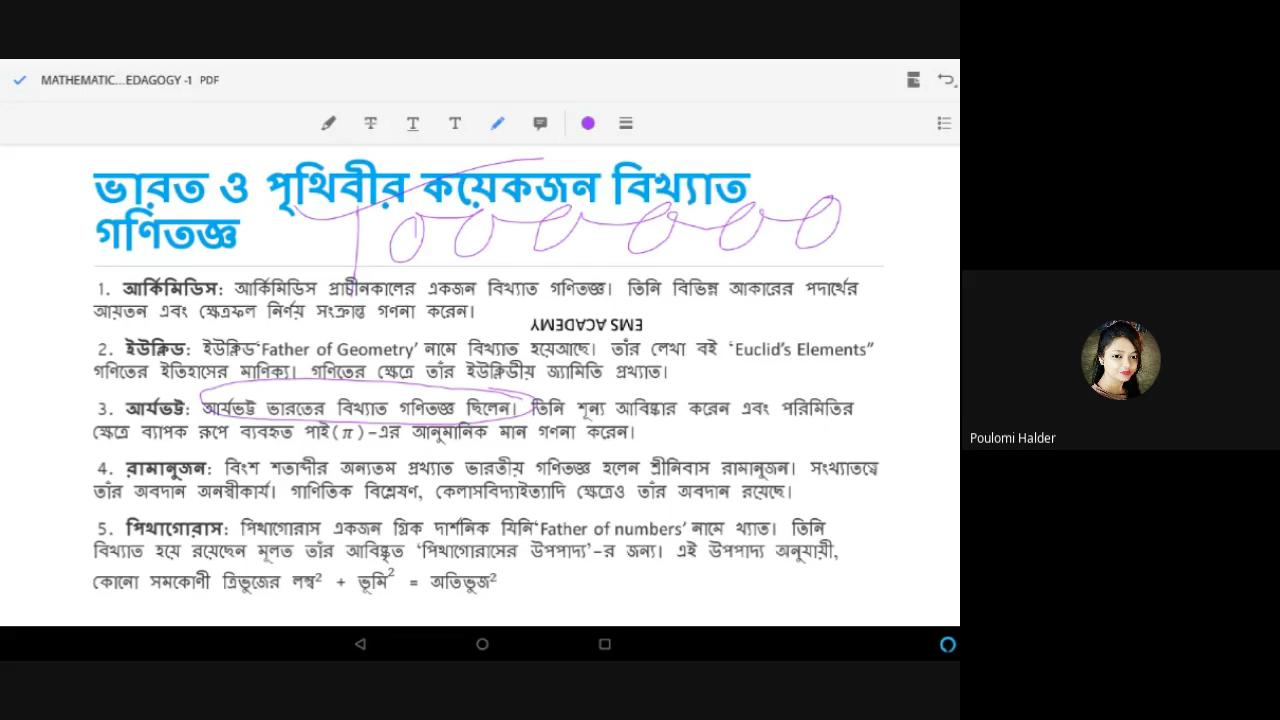 MATHEMATIC...EDAGOGY -1 PDF
ভারত ও পৃথিবীর কয়েকজন বিখ্যাত
গণিতজ্ঞ
1000000
1. আর্কিমিডিস: আর্কিমিডিস প্রাচীনকালের একজন বিখ্যাত গণিতজ্ঞ। তিনি বিভিন্ন আকারের পদার্থের
আয়তন এবং ক্ষেত্রফল নির্ণয় সংক্রান্ত গণনা করেন।
EMS ACADEMY
2. ইউক্লিড: ইউক্লিড‘Father of Geometry’ নামে বিখ্যাত হয়েআছে। তাঁর লেখা বই ‘Euclid’s Elements”
গণিতের ইতিহাসের মাণিক্য। গণিতের ক্ষেত্রে তাঁর ইউক্লিডীয় জ্যামিতি প্রখ্যাত।
3. আর্যভট্ট: আর্যভট্ট ভারতের বিখ্যাত গণিতজ্ঞ ছিলেন। তিনি শূন্য আবিষ্কার করেন এবং পরিমিতির
ক্ষেত্রে ব্যাপক রূপে ব্যবহৃত পাই(π)-এর আনুমানিক মান গণনা করেন।
4. রামানুজন: বিংশ শতাব্দীর অন্যতম প্রখ্যাত ভারতীয় গণিতজ্ঞ হলেন শ্রীনিবাস রামানুজন। সংখ্যাতত্বে
তাঁর অবদান অনস্বীকার্য। গাণিতিক বিশ্লেষণ, কেলাসবিদ্যাইত্যাদি ক্ষেত্রেও তাঁর অবদান রয়েছে।
5. পিথাগোরাস: পিথাগোরাস একজন গ্রিক দার্শনিক যিনি‘Father of numbers’ নামে খ্যাত। তিনি
বিখ্যাত হয়ে রয়েছেন মূলত তাঁর আবিষ্কৃত ‘পিথাগোরাসের উপপাদ্য’-র জন্য। এই উপপাদ্য অনুযায়ী,
কোনো সমকোণী ত্রিভুজের লম্ব² + ভূমি² = অতিভুজ²
Poulomi Halder